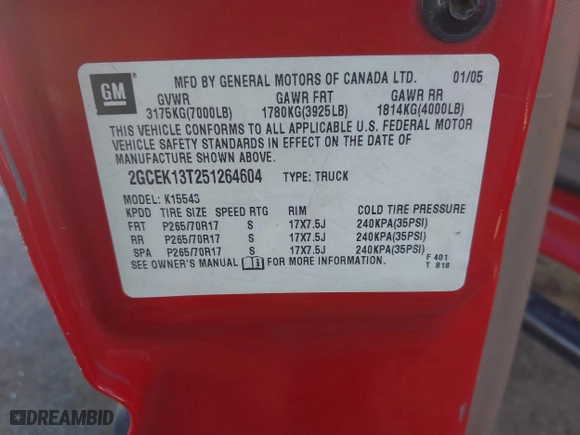 GM
MFD BY GENERAL MOTORS OF CANADA LTD. 01/05
GVWR GAWR FRT GAWR RR
3175KG(7000LB) 1780KG(3925LB) 1814KG(4000LB)
THIS VEHICLE CONFORMS TO ALL APPLICABLE U.S. FEDERAL MOTOR
VEHICLE SAFETY STANDARDS IN EFFECT ON THE DATE OF
MANUFACTURE SHOWN ABOVE.
2GCEK13T251264604 TYPE: TRUCK
MODEL: K15543
KPDD TIRE SIZE SPEED RTG RIM COLD TIRE PRESSURE
FRT P265/70R17 S 17X7.5J 240KPA(35PSI)
RR P265/70R17 S 17X7.5J 240KPA(35PSI)
SPA P265/70R17 S 17X7.5J 240KPA(35PSI)
SEE OWNER'S MANUAL FOR MORE INFORMATION. F 401
T 818
DREAMBID